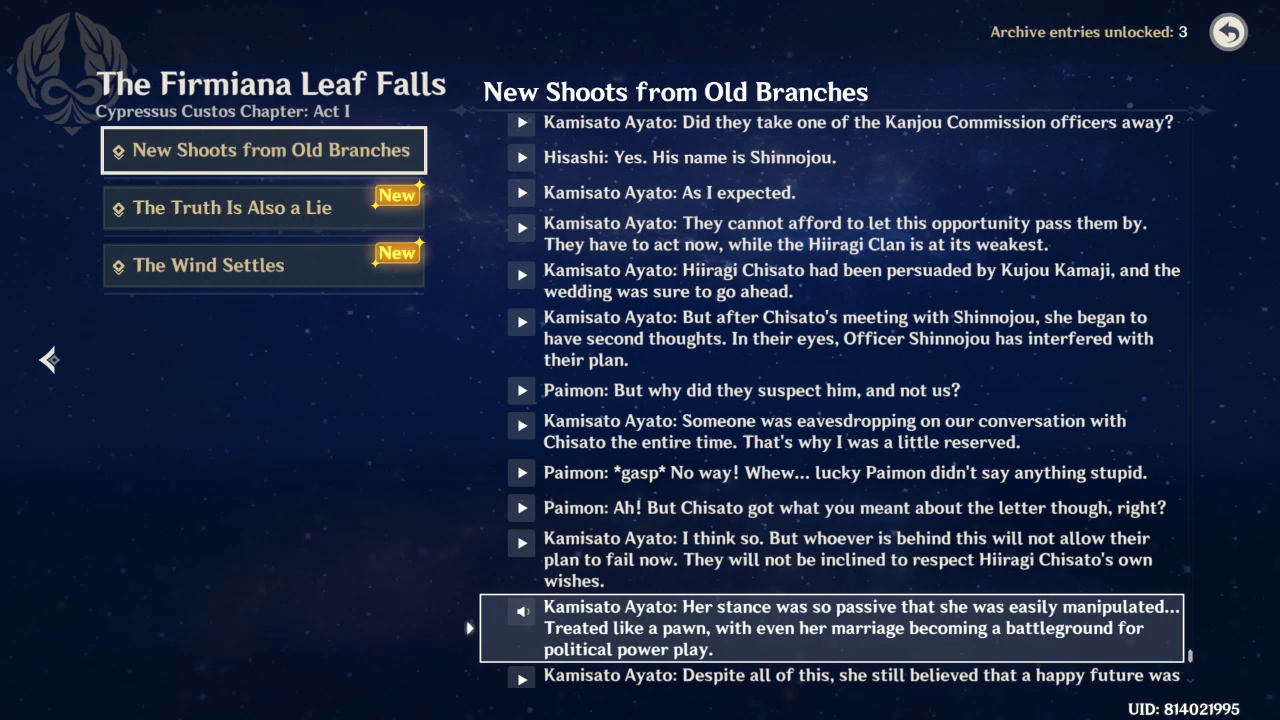 Archive entries unlocked: 3
The Firmiana Leaf Falls
Cypressus Custos Chapter: Act I
New Shoots from Old Branches
New
The Truth Is Also a Lie
New
The Wind Settles
New Shoots from Old Branches
Kamisato Ayato: Did they take one of the Kanjou Commission officers away?
Hisashi: Yes. His name is Shinnojou.
Kamisato Ayato: As I expected.
Kamisato Ayato: They cannot afford to let this opportunity pass them by.
They have to act now, while the Hiiragi Clan is at its weakest.
Kamisato Ayato: Hiiragi Chisato had been persuaded by Kujou Kamaji, and the
wedding was sure to go ahead.
Kamisato Ayato: But after Chisato's meeting with Shinnojou, she began to
have second thoughts. In their eyes, Officer Shinnojou has interfered with
their plan.
Paimon: But why did they suspect him, and not us?
Kamisato Ayato: Someone was eavesdropping on our conversation with
Chisato the entire time. That's why I was a little reserved.
Paimon: *gasp* No way! Whew... lucky Paimon didn't say anything stupid.
Paimon: Ah! But Chisato got what you meant about the letter though, right?
Kamisato Ayato: I think so. But whoever is behind this will not allow their
plan to fail now. They will not be inclined to respect Hiiragi Chisato's own
wishes.
Kamisato Ayato: Her stance was so passive that she was easily manipulated...
Treated like a pawn, with even her marriage becoming a battleground for
political power play.
Kamisato Ayato: Despite all of this, she still believed that a happy future was
UID: 814021995